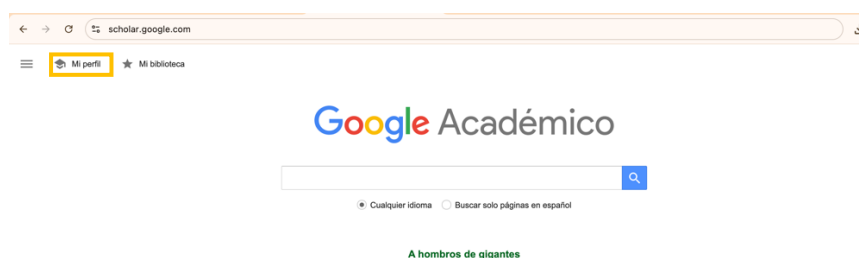 scholar.google.com
Mi perfil Mi biblioteca
Google Académico
Cualquier idioma Buscar solo páginas en español
A hombros de gigantes